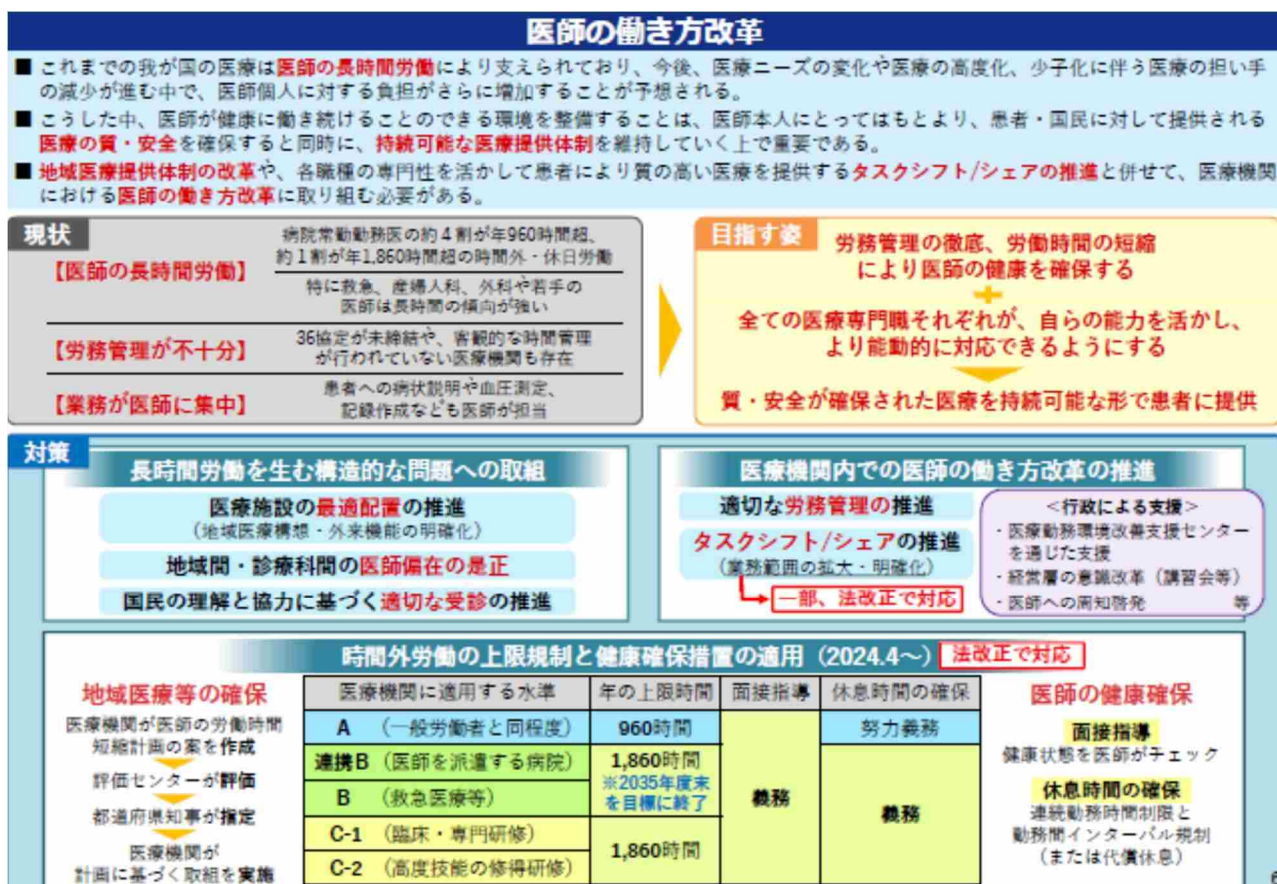 医師の働き方改革
■ これまでの我が国の医療は医師の長時間労働により支えられており、今後、医療ニーズの変化や医療の高度化、少子化に伴う医療の担い手
の減少が進む中で、医師個人に対する負担がさらに増加することが予想される。
■ こうした中、医師が健康に働き続けることのできる環境を整備することは、医師本人にとってはもとより、患者・国民に対して提供される
医療の質・安全を確保すると同時に、持続可能な医療提供体制を維持していく上で重要である。
■ 地域医療提供体制の改革や、各職種の専門性を活かして患者により質の高い医療を提供するタスクシフト/シェアの推進と併せて、医療機関
における医師の働き方改革に取り組む必要がある。
現状
【医師の長時間労働】
病院常勤勤務医の約4割が年960時間超、
約1割が年1,860時間超の時間外・休日労働
特に救急、産婦人科、外科や若手の
医師は長時間の傾向が強い
【労務管理が不十分】
36協定が未締結や、客観的な時間管理
が行われていない医療機関も存在
【業務が医師に集中】
患者への病状説明や血圧測定、
記録作成なども医師が担当
目指す姿
労務管理の徹底、労働時間の短縮
により医師の健康を確保する
+
全ての医療専門職それぞれが、自らの能力を活かし、
より能動的に対応できるようにする
質・安全が確保された医療を持続可能な形で患者に提供
対策
長時間労働を生む構造的な問題への取組
医療施設の最適配置の推進
(地域医療構想・外来機能の明確化)
地域間・診療科間の医師偏在の是正
国民の理解と協力に基づく適切な受診の推進
医療機関内での医師の働き方改革の推進
適切な労務管理の推進
タスクシフト/シェアの推進
(業務範囲の拡大・明確化)
一部、法改正で対応
<行政による支援>
・医療勤務環境改善支援センター
を通じた支援
・経営層の意識改革(講習会等)
・医師への周知啓発 等
時間外労働の上限規制と健康確保措置の適用(2024.4~) 法改正で対応
地域医療等の確保
医療機関が医師の労働時間
短縮計画の案を作成
評価センターが評価
都道府県知事が指定
医療機関が
計画に基づく取組を実施
医療機関に適用する水準 年の上限時間 面接指導 休息時間の確保
A (一般労働者と同程度) 960時間 努力義務
連携B (医師を派遣する病院) 1,860時間
※2035年度末
を目標に終了
B (救急医療等)
義務 義務
C-1 (臨床・専門研修) 1,860時間
C-2 (高度技能の修得研修)
医師の健康確保
面接指導
健康状態を医師がチェック
休息時間の確保
連続勤務時間制限と
勤務間インターバル規制
(または代償休息)
6